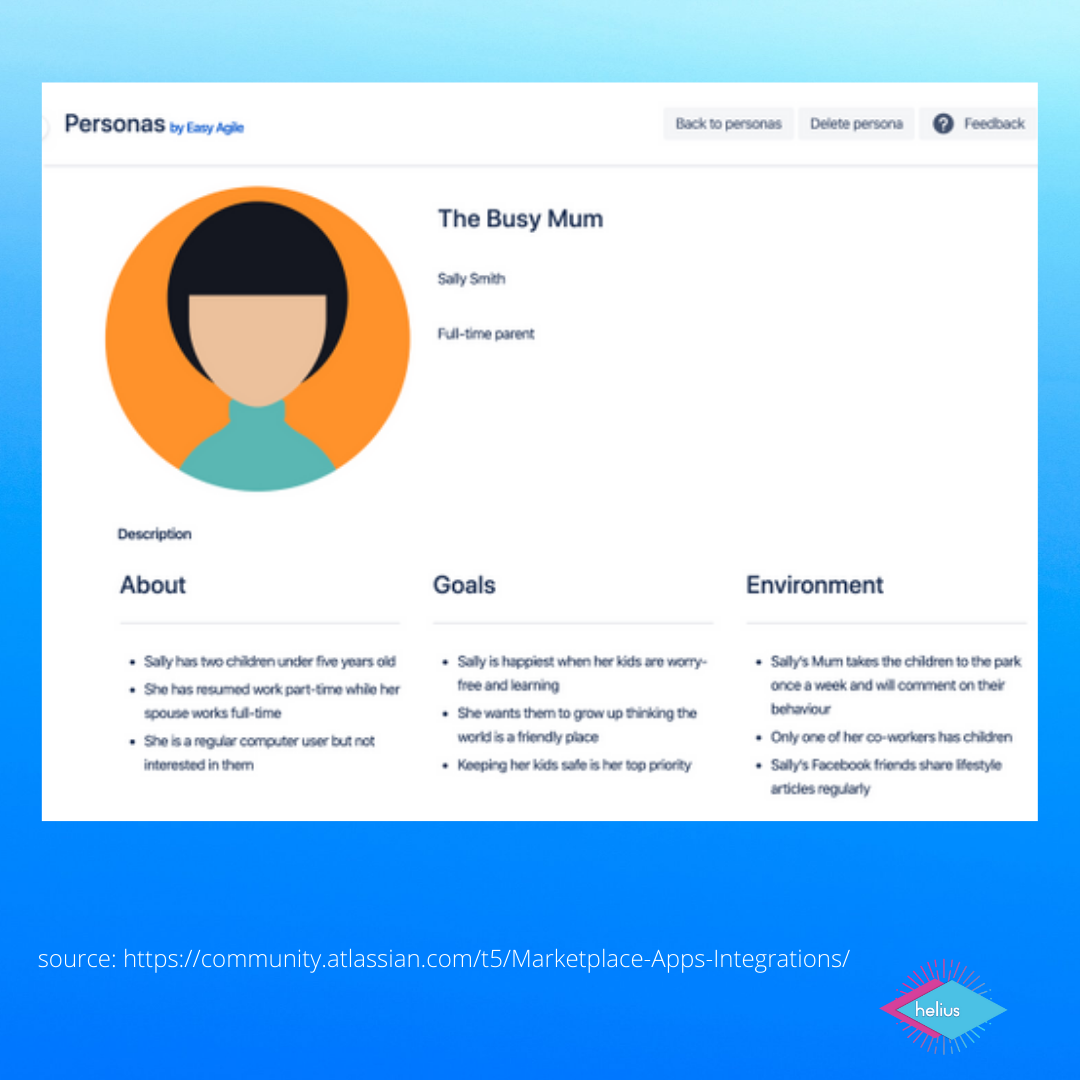 Personas by Easy Agile
Back to personas
Delete persona
? Feedback
The Busy Mum
Sally Smith
Full-time parent
Description
About
• Sally has two children under five years old
• She has resumed work part-time while her
spouse works full-time
• She is a regular computer user but not
interested in them
Goals
• Sally is happiest when her kids are worry-
free and learning
• She wants them to grow up thinking the
world is a friendly place
• Keeping her kids safe is her top priority
Environment
• Sally's Mum takes the children to the park
once a week and will comment on their
behaviour
• Only one of her co-workers has children
• Sally's Facebook friends share lifestyle
articles regularly
source: https://community.atlassian.com/t5/Marketplace-Apps-Integrations/
helius